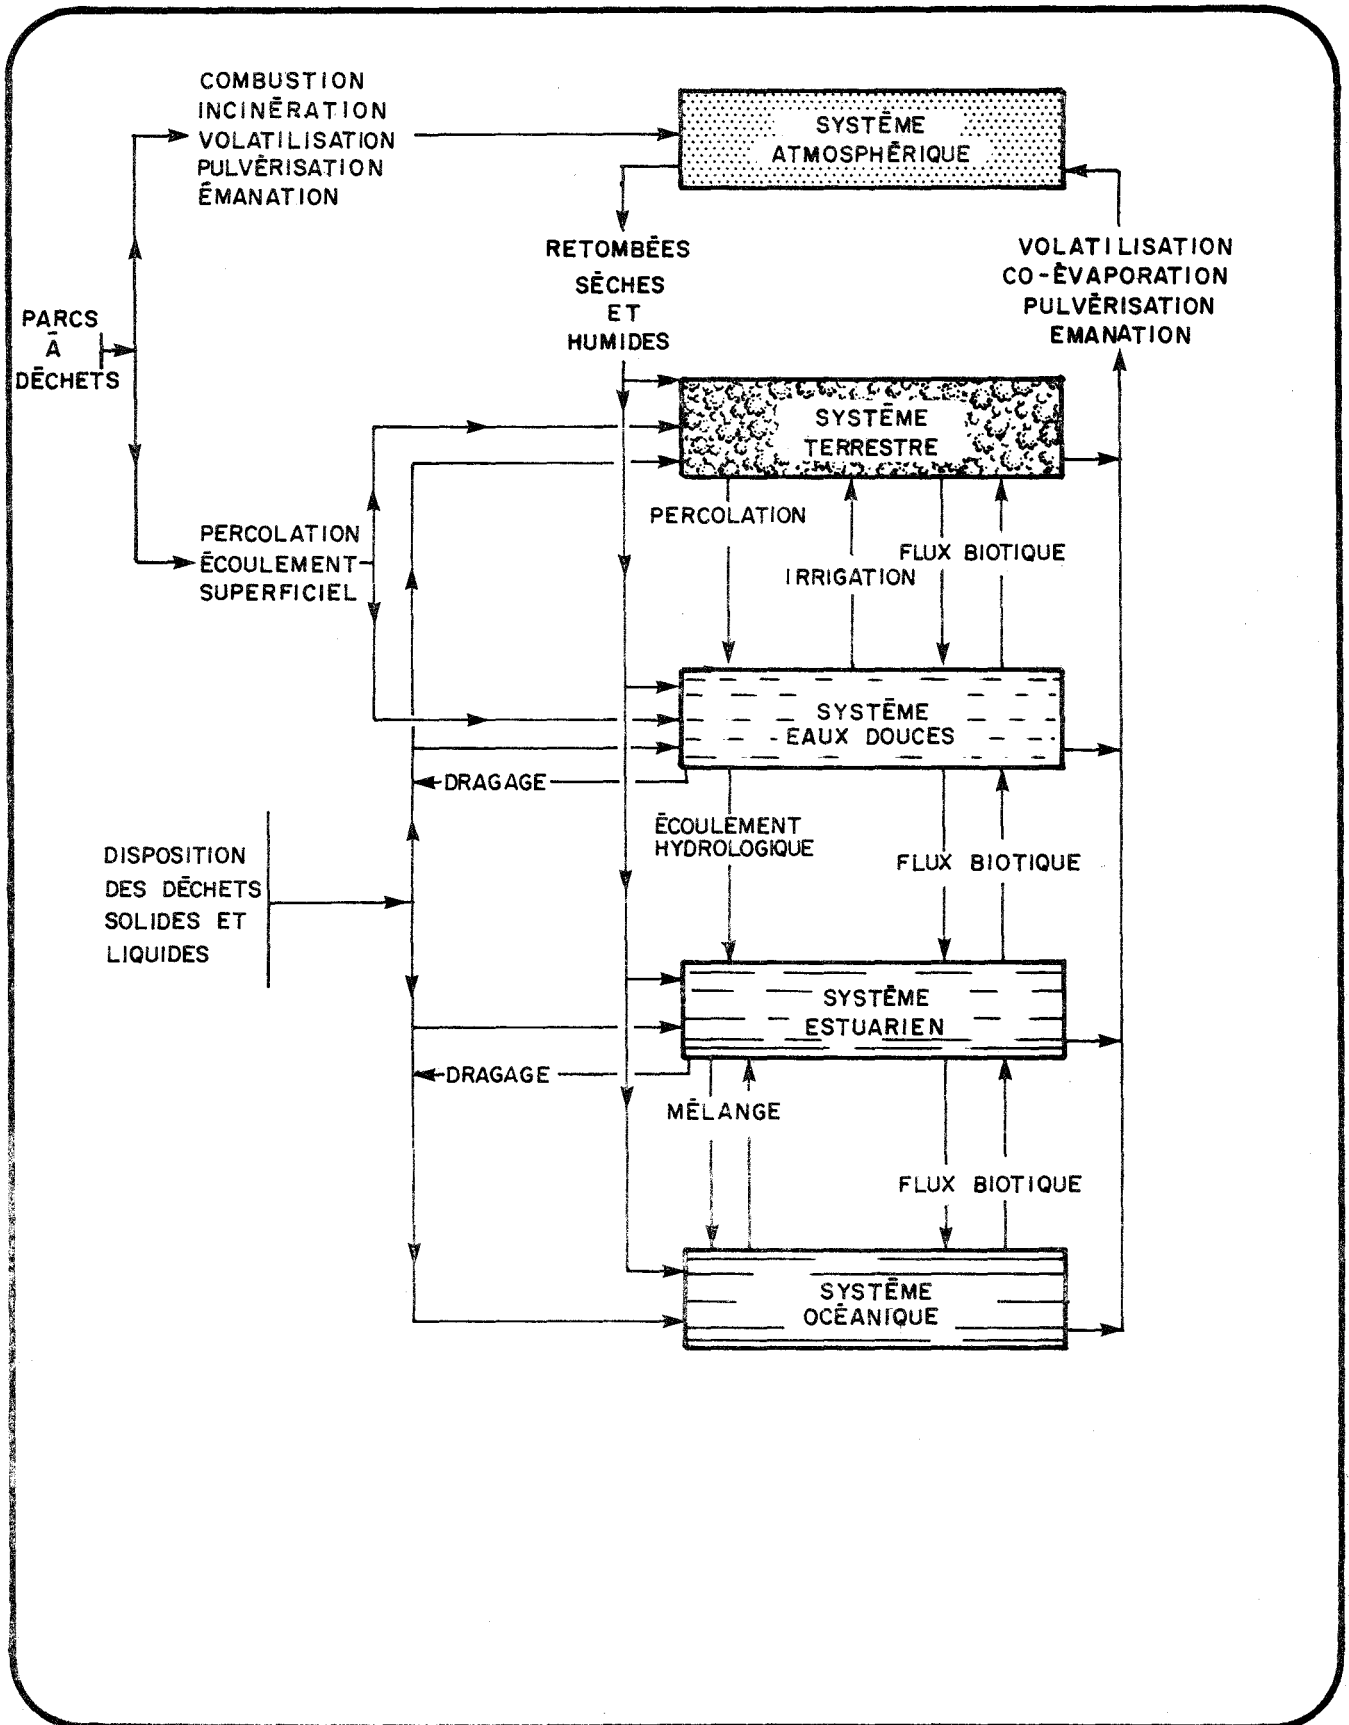 COMBUSTION
INCINÉRATION
VOLATILISATION
PULVÉRISATION
ÉMANATION
SYSTÈME
ATMOSPHÉRIQUE
RETOMBÉES
SÈCHES
ET
HUMIDES
VOLATILISATION
CO-ÉVAPORATION
PULVÉRISATION
EMANATION
PARCS
À
DÉCHETS
SYSTÈME
TERRESTRE
PERCOLATION
ÉCOULEMENT
SUPERFICIEL
PERCOLATION
IRRIGATION
FLUX BIOTIQUE
SYSTÈME
EAUX DOUCES
DRAGAGE
ÉCOULEMENT
HYDROLOGIQUE
FLUX BIOTIQUE
DISPOSITION
DES DÉCHETS
SOLIDES ET
LIQUIDES
SYSTÈME
ESTUARIEN
DRAGAGE
MÉLANGE
FLUX BIOTIQUE
SYSTÈME
OCÉANIQUE